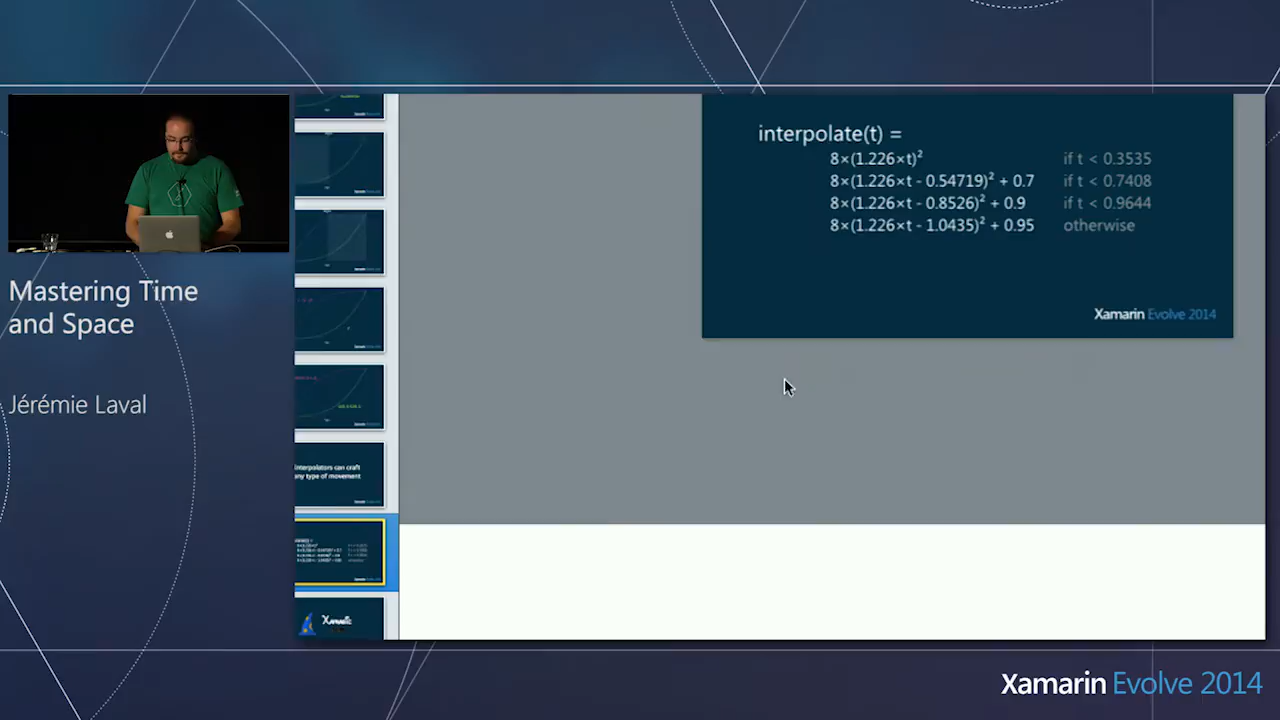 Mastering Time
and Space
Jérémie Laval
interpolate(t) =
8×(1.226×t)² if t < 0.3535
8×(1.226×t - 0.54719)² + 0.7 if t < 0.7408
8×(1.226×t - 0.8526)² + 0.9 if t < 0.9644
8×(1.226×t - 1.0435)² + 0.95 otherwise
Xamarin Evolve 2014
interpolators can craft
any type of movement
Xamarin Evolve 2014